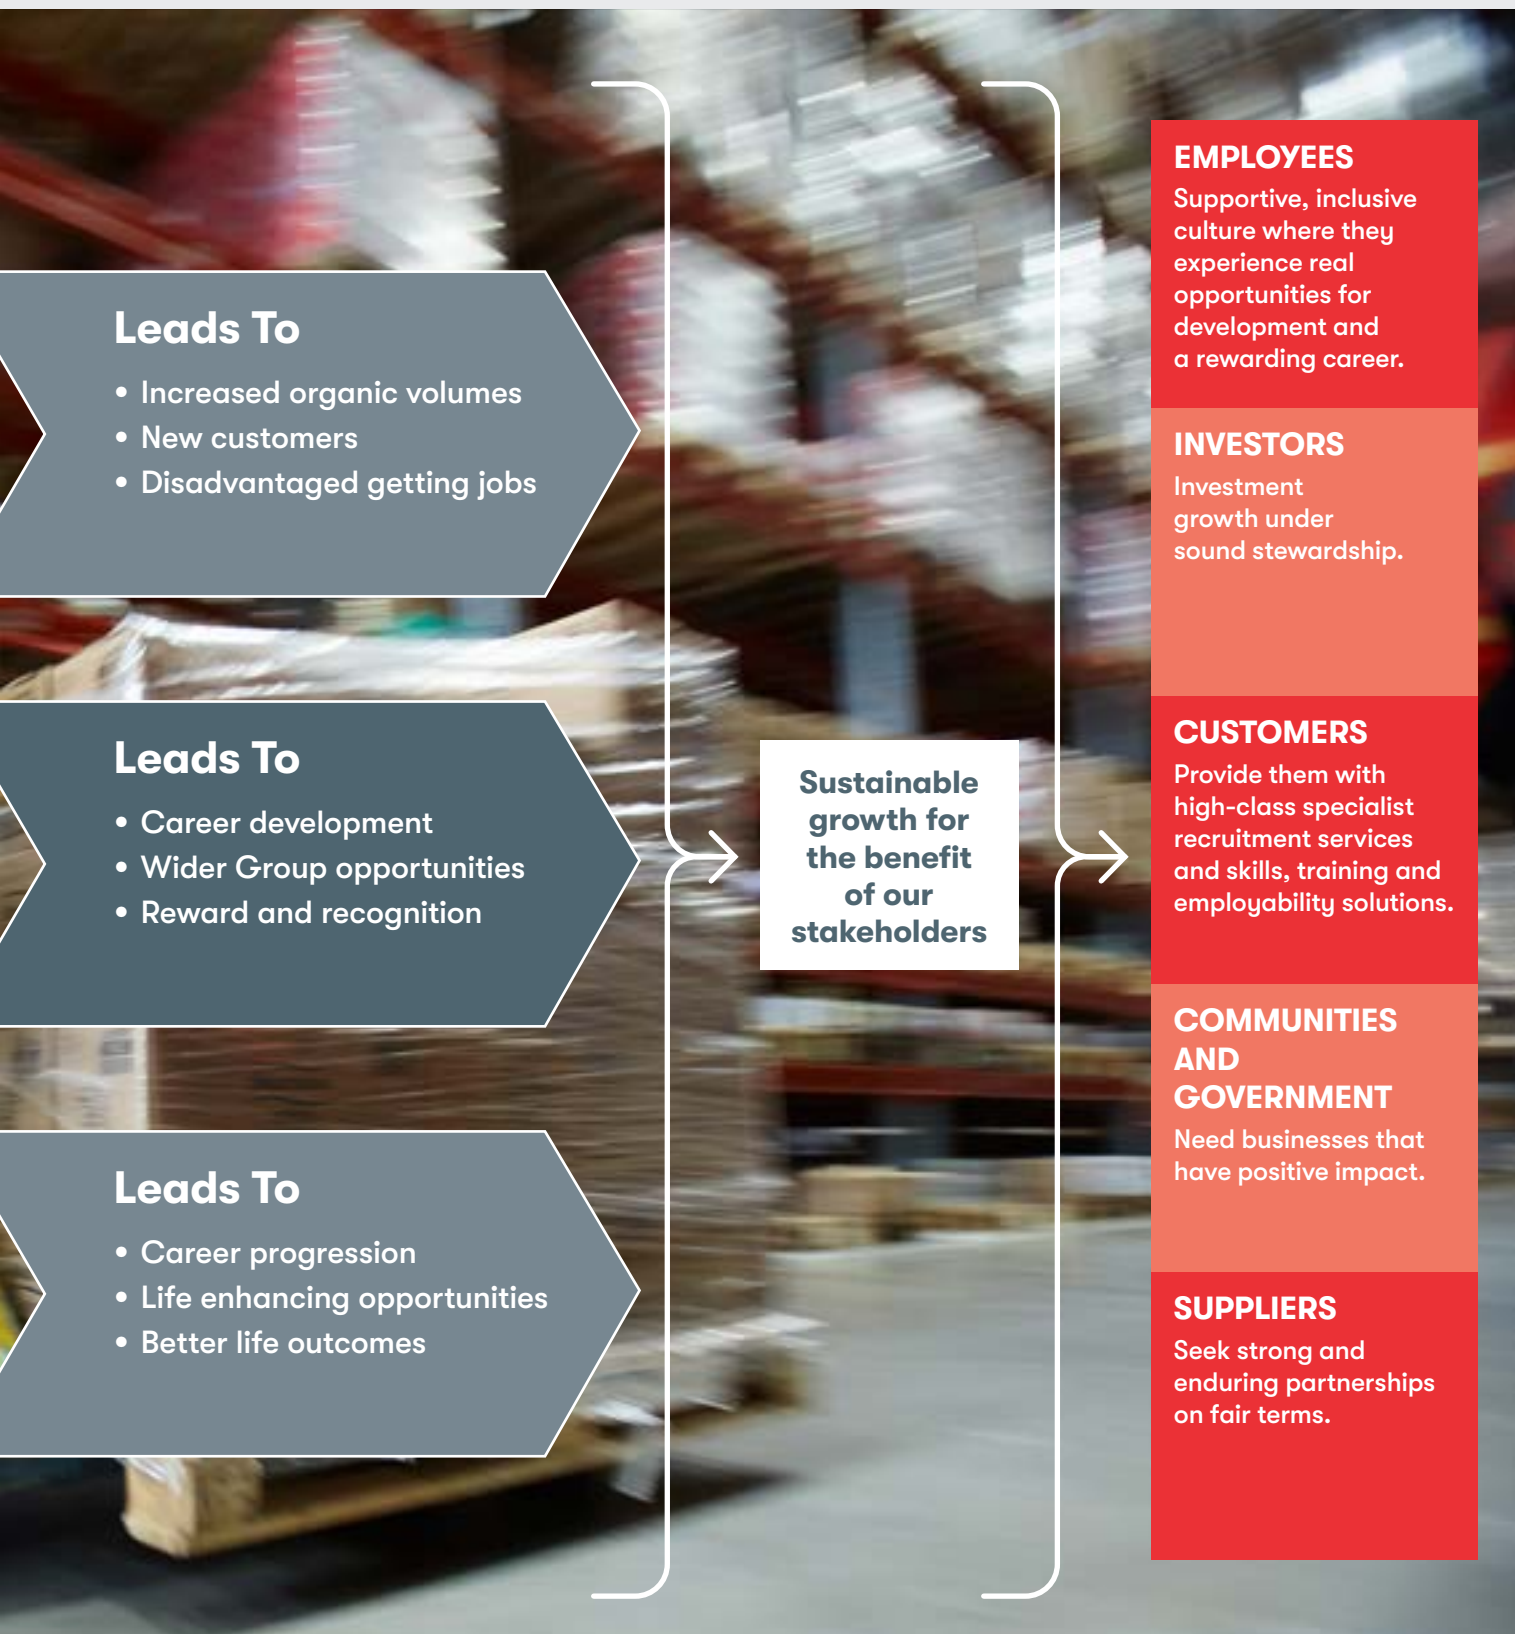 Leads To
• Increased organic volumes
• New customers
• Disadvantaged getting jobs
Leads To
• Career development
• Wider Group opportunities
• Reward and recognition
Leads To
• Career progression
• Life enhancing opportunities
• Better life outcomes
Sustainable
growth for
the benefit
of our
stakeholders
EMPLOYEES
Supportive, inclusive
culture where they
experience real
opportunities for
development and
a rewarding career.
INVESTORS
Investment
growth under
sound stewardship.
CUSTOMERS
Provide them with
high-class specialist
recruitment services
and skills, training and
employability solutions.
COMMUNITIES
AND
GOVERNMENT
Need businesses that
have positive impact.
SUPPLIERS
Seek strong and
enduring partnerships
on fair terms.